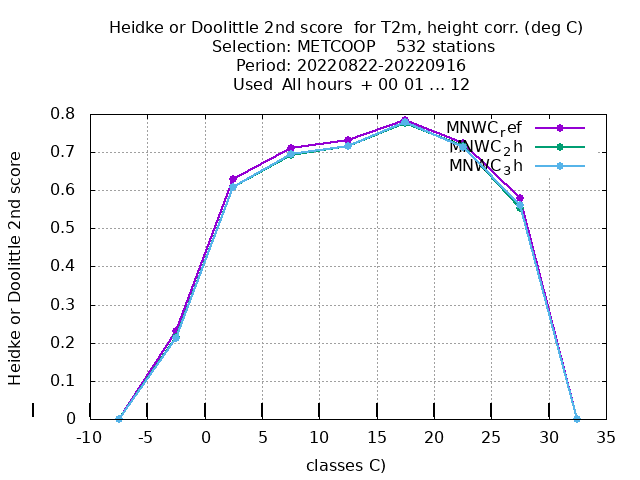 Heidke or Doolittle 2nd score  for T2m, height corr. (deg C)
Selection: METCOOP    532 stations
Period: 20220822-20220916
Used  All hours  + 00 01 ... 12
Heidke or Doolittle 2nd score
0.8
0.7
0.6
0.5
0.4
0.3
0.2
0.1
0
MNWC_ref
MNWC_2h
MNWC_3h
-10 -5 0 5 10 15 20 25 30 35
classes C)